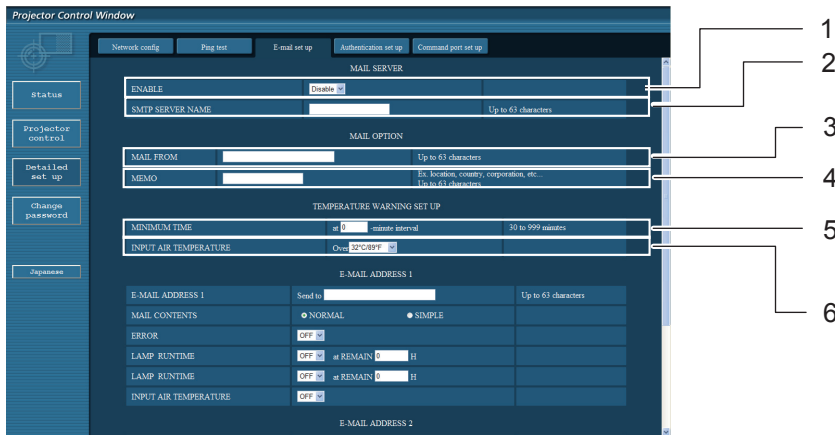 Projector Control Window
Network config Ping test E-mail set up Authentication set up Command port set up
MAIL SERVER
ENABLE Disable
SMTP SERVER NAME Up to 63 characters
MAIL OPTION
MAIL FROM Up to 63 characters
MEMO Ex. location, country, corporation, etc...
Up to 63 characters
TEMPERATURE WARNING SET UP
MINIMUM TIME at 0 -minute interval 30 to 999 minutes
INPUT AIR TEMPERATURE Over 32°C/89°F
E-MAIL ADDRESS 1
E-MAIL ADDRESS 1 Send to Up to 63 characters
MAIL CONTENTS NORMAL SIMPLE
ERROR OFF
LAMP RUNTIME OFF at REMAIN 0 H
LAMP RUNTIME OFF at REMAIN 0 H
INPUT AIR TEMPERATURE OFF
E-MAIL ADDRESS 2
Status
Projector
control
Detailed
set up
Change
password
Japanese
1
2
3
4
5
6